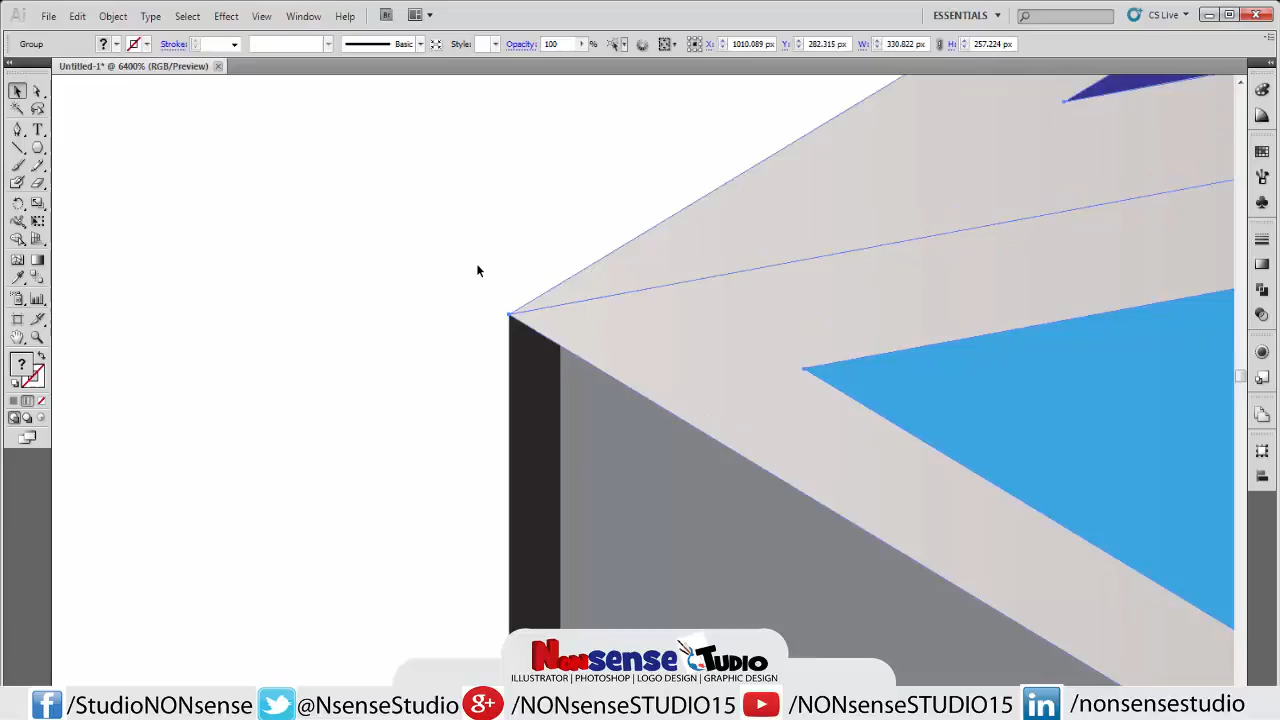 Ai File Edit Object Type Select Effect View Window Help Br ESSENTIALS CS Live
Group ? Stroke: Basic Style: Opacity: 100 % X: 1010.089 px Y: 282.315 px W: 330.822 px H: 257.224 px
Untitled-1* @ 6400% (RGB/Preview)
T
?
Nonsense Studio
ILLUSTRATOR | PHOTOSHOP | LOGO DESIGN | GRAPHIC DESIGN
/StudioNONsense @NsenseStudio /NONsenseSTUDIO15 /NONsenseSTUDIO15 /nonsensestudio